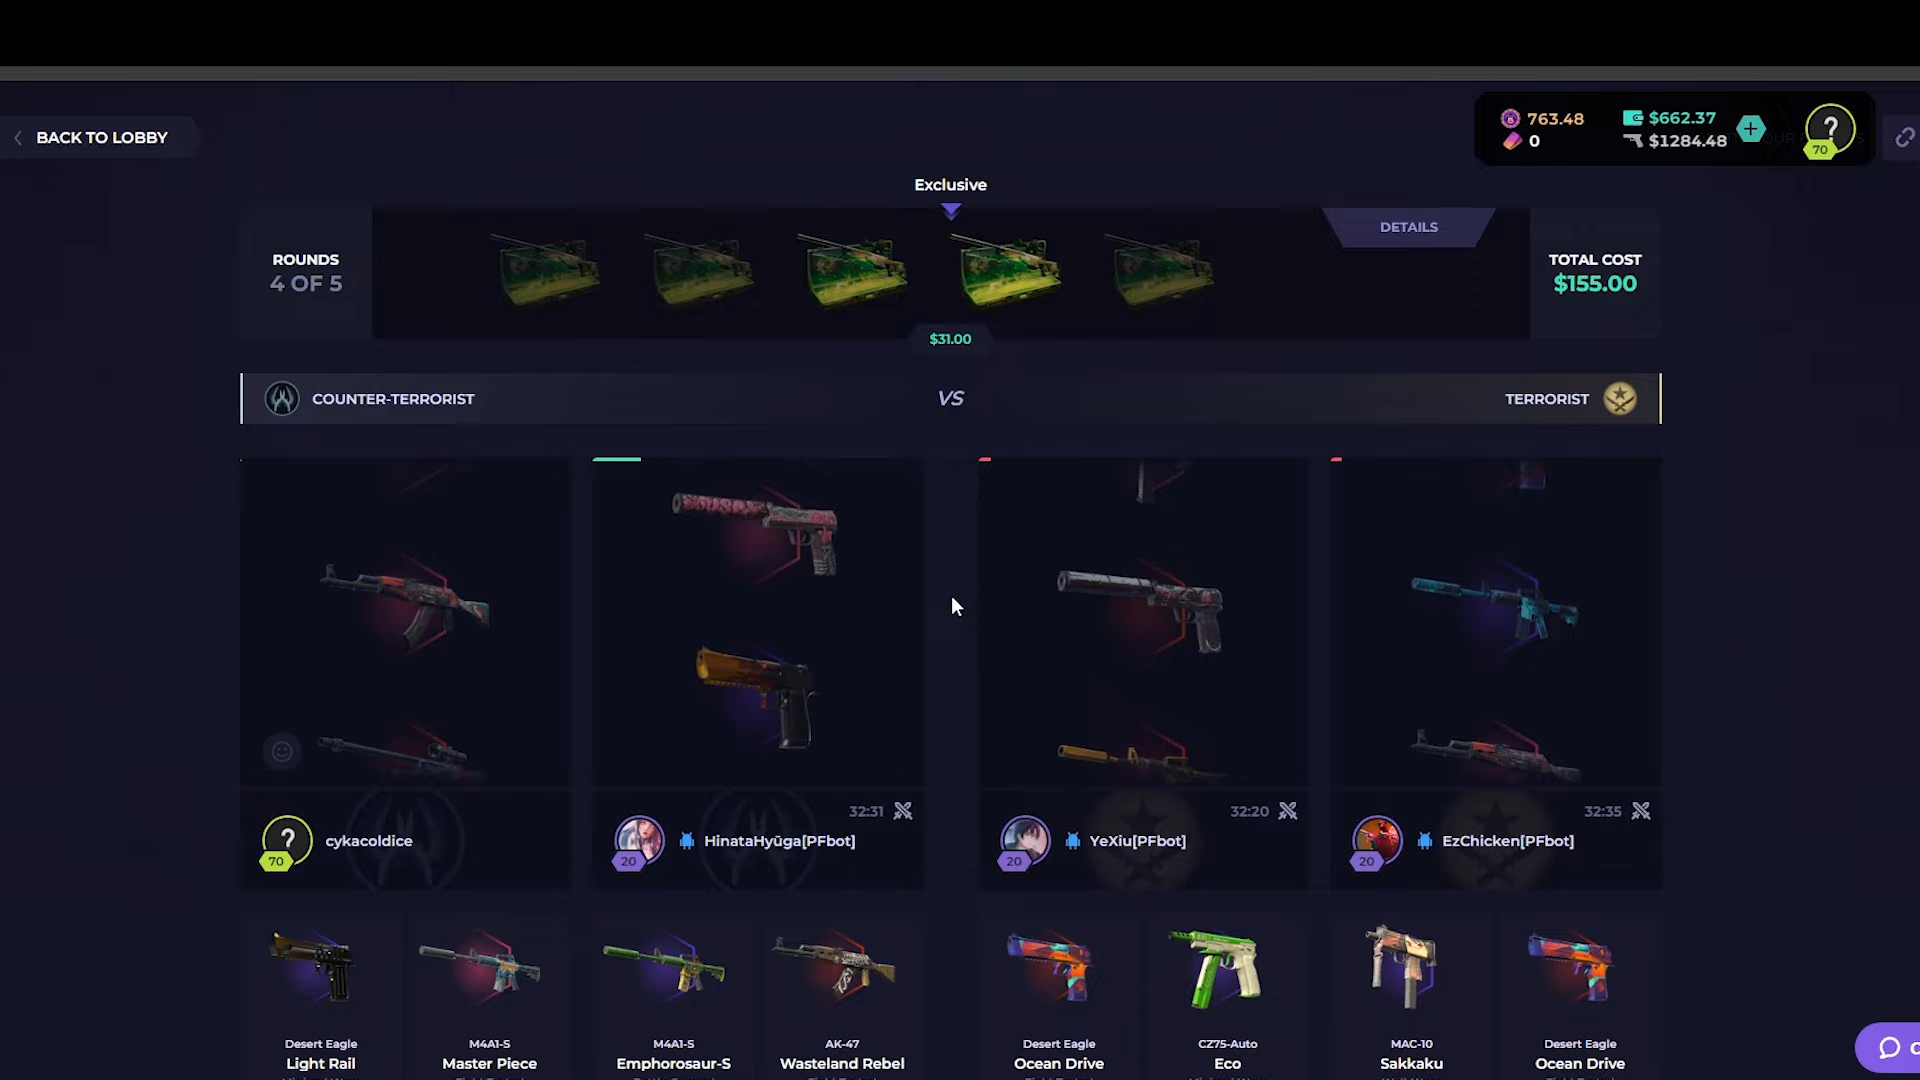 BACK TO LOBBY
763.48
$662.37
0
$1284.48
70
Exclusive
DETAILS
ROUNDS
4 OF 5
TOTAL COST
$155.00
$31.00
COUNTER-TERRORIST
VS
TERRORIST
32:31
32:20
32:35
cykacoldice
70
HinataHyūga[PFbot]
20
YeXiu[PFbot]
20
EzChicken[PFbot]
20
Desert Eagle
Light Rail
M4A1-S
Master Piece
M4A1-S
Emphorosaur-S
AK-47
Wasteland Rebel
Desert Eagle
Ocean Drive
CZ75-Auto
Eco
MAC-10
Sakkaku
Desert Eagle
Ocean Drive